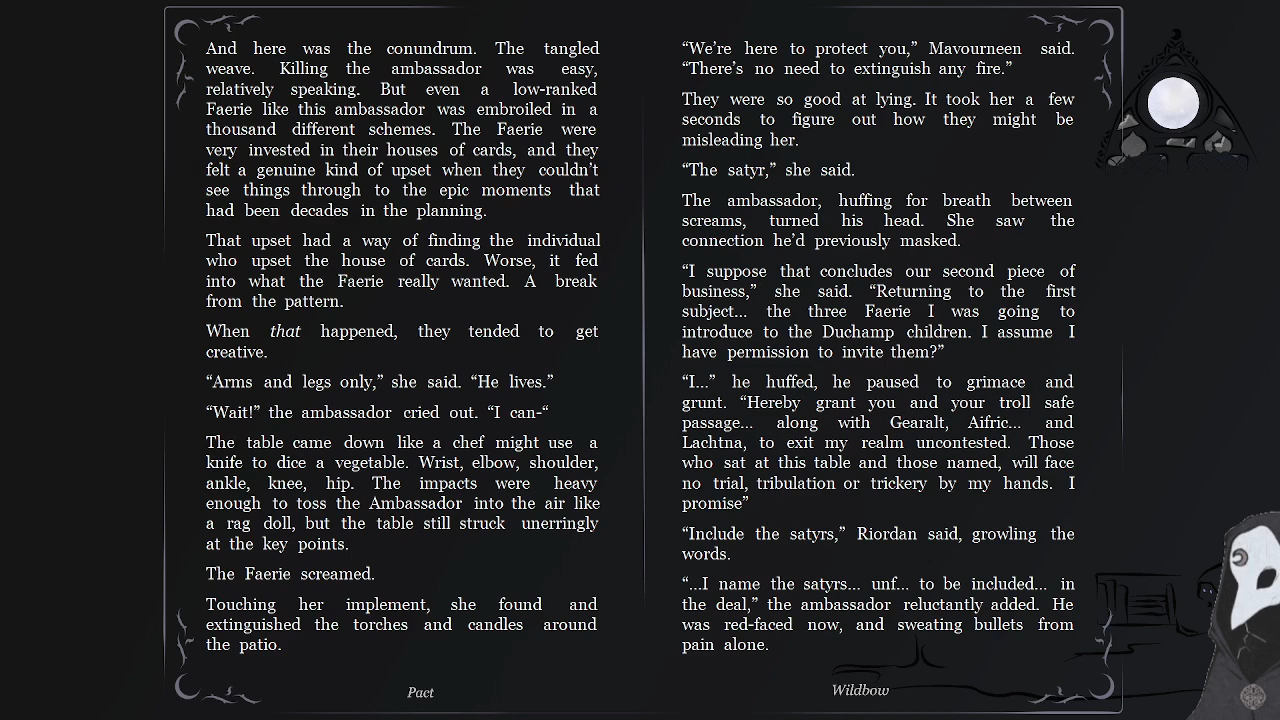 And here was the conundrum. The tangled
weave. Killing the ambassador was easy,
relatively speaking. But even a low-ranked
Faerie like this ambassador was embroiled in a
thousand different schemes. The Faerie were
very invested in their houses of cards, and they
felt a genuine kind of upset when they couldn’t
see things through to the epic moments that
had been decades in the planning.
That upset had a way of finding the individual
who upset the house of cards. Worse, it fed
into what the Faerie really wanted. A break
from the pattern.
When that happened, they tended to get
creative.
“Arms and legs only,” she said. “He lives.”
“Wait!” the ambassador cried out. “I can-“
The table came down like a chef might use a
knife to dice a vegetable. Wrist, elbow, shoulder,
ankle, knee, hip. The impacts were heavy
enough to toss the Ambassador into the air like
a rag doll, but the table still struck unerringly
at the key points.
The Faerie screamed.
Touching her implement, she found and
extinguished the torches and candles around
the patio.
“We’re here to protect you,” Mavourneen said.
“There’s no need to extinguish any fire.”
They were so good at lying. It took her a few
seconds to figure out how they might be
misleading her.
“The satyr,” she said.
The ambassador, huffing for breath between
screams, turned his head. She saw the
connection he’d previously masked.
“I suppose that concludes our second piece of
business,” she said. “Returning to the first
subject… the three Faerie I was going to
introduce to the Duchamp children. I assume I
have permission to invite them?”
“I…” he huffed, he paused to grimace and
grunt. “Hereby grant you and your troll safe
passage… along with Gearalt, Aifric… and
Lachtna, to exit my realm uncontested. Those
who sat at this table and those named, will face
no trial, tribulation or trickery by my hands. I
promise”
“Include the satyrs,” Riordan said, growling the
words.
“…I name the satyrs… unf… to be included… in
the deal,” the ambassador reluctantly added. He
was red-faced now, and sweating bullets from
pain alone.
Pact
Wildbow